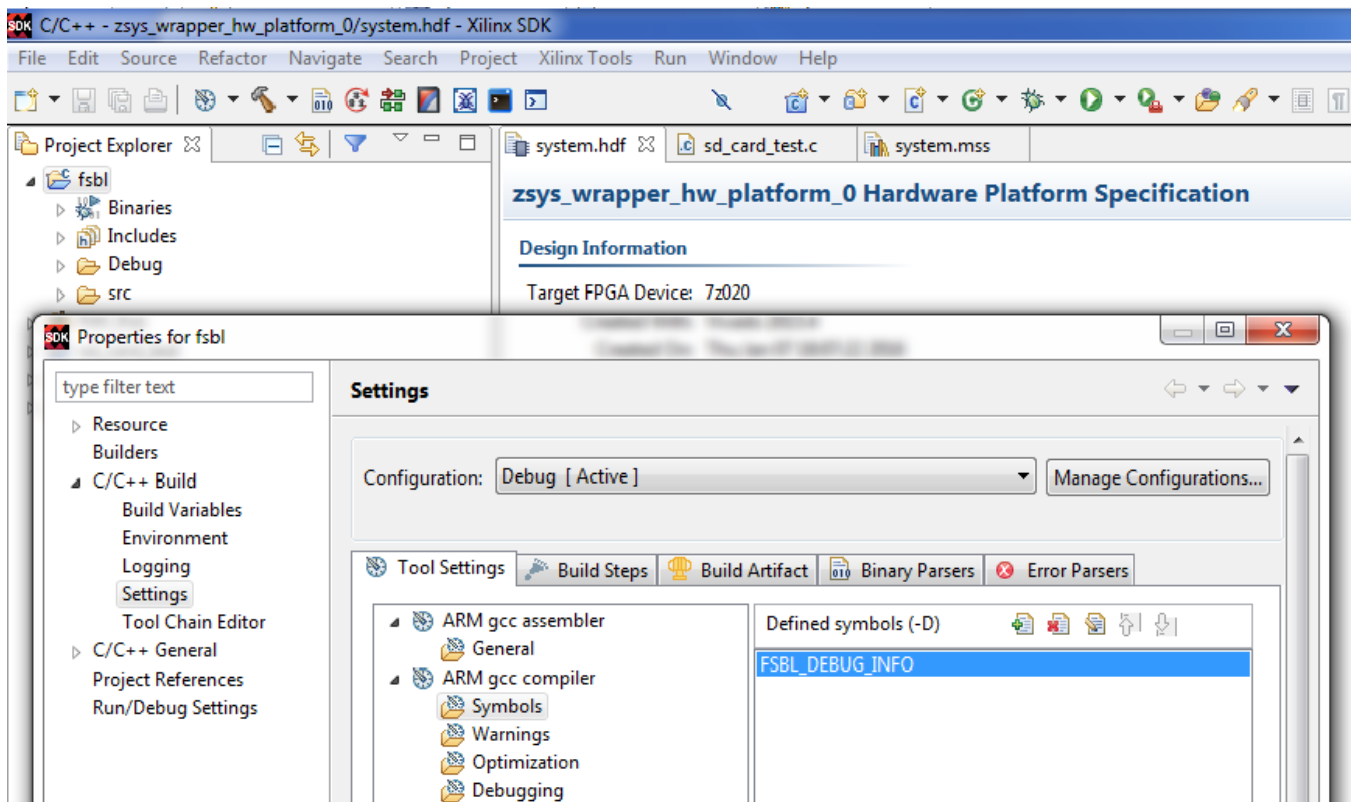 C/C++ - zsys_wrapper_hw_platform_0/system.hdf - Xilinx SDK
File Edit Source Refactor Navigate Search Project Xilinx Tools Run Window Help
Project Explorer
system.hdf
sd_card_test.c
system.mss
fsbl
Binaries
Includes
Debug
src
zsys_wrapper_hw_platform_0 Hardware Platform Specification
Design Information
Target FPGA Device: 7z020
SDK Properties for fsbl
type filter text
Resource
Builders
C/C++ Build
Build Variables
Environment
Logging
Settings
Tool Chain Editor
C/C++ General
Project References
Run/Debug Settings
Settings
Configuration: Debug [ Active ] Manage Configurations...
Tool Settings Build Steps Build Artifact Binary Parsers Error Parsers
ARM gcc assembler
General
ARM gcc compiler
Symbols
Warnings
Optimization
Debugging
Defined symbols (-D)
FSBL_DEBUG_INFO